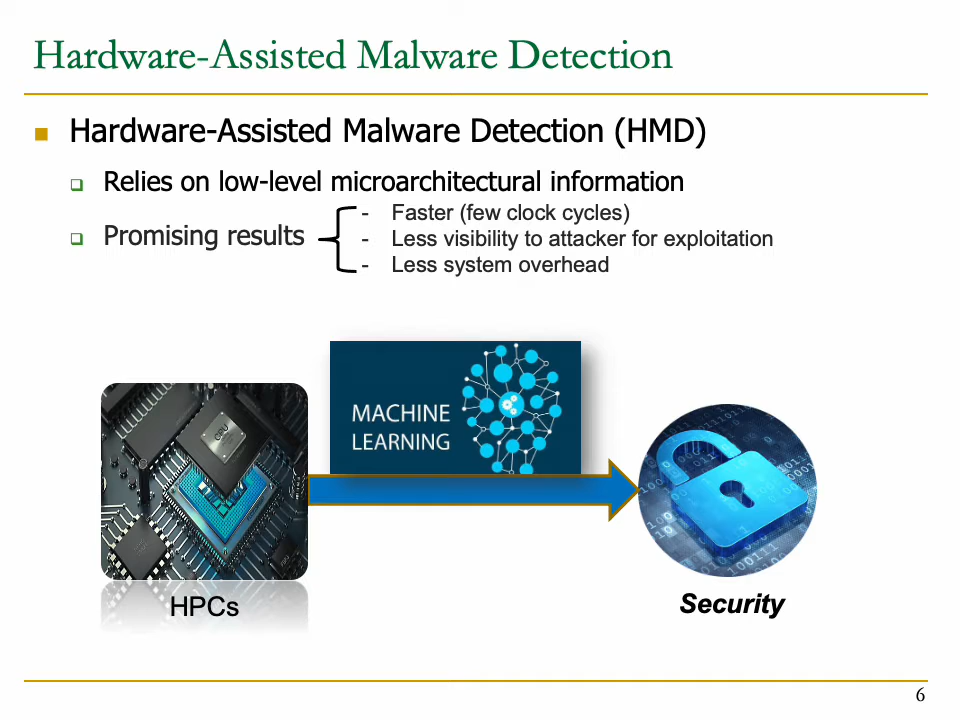 Hardware-Assisted Malware Detection
Hardware-Assisted Malware Detection (HMD)
Relies on low-level microarchitectural information
Promising results
- Faster (few clock cycles)
- Less visibility to attacker for exploitation
- Less system overhead
MACHINE
LEARNING
CPU
HPCs
Security
6